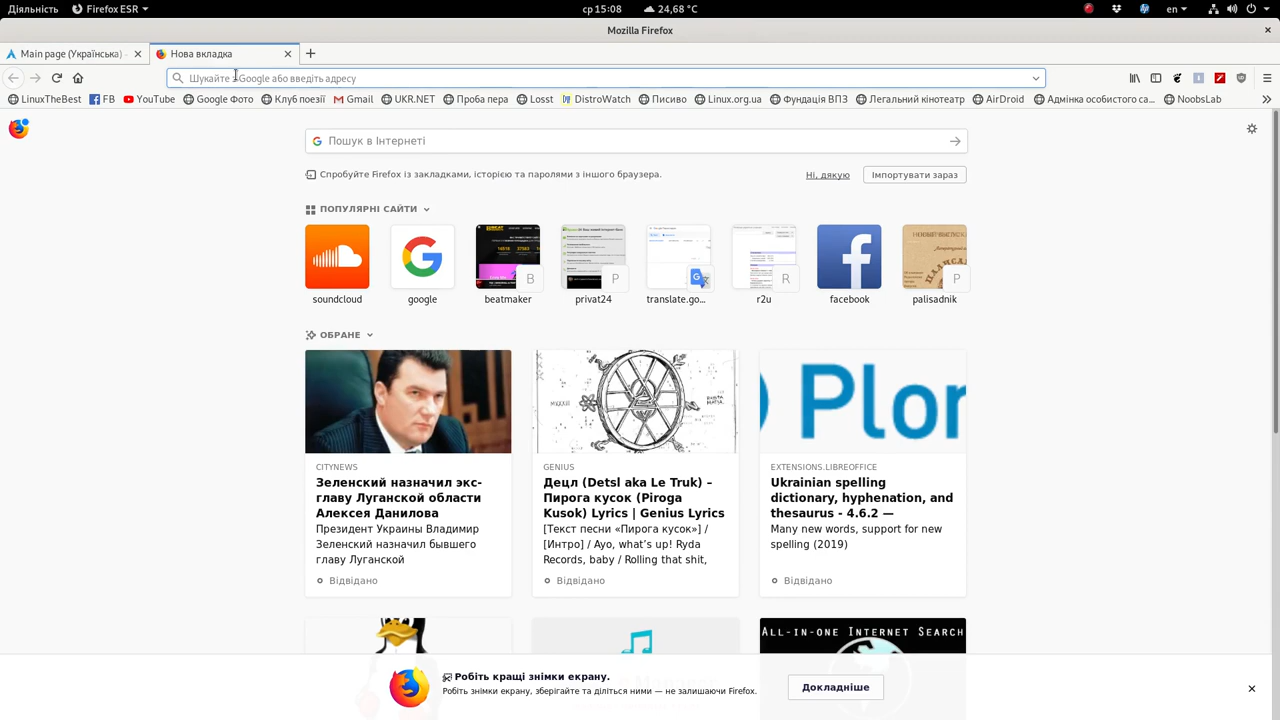 Діяльність Firefox ESR ср 15:08 24,68 °C en
Mozilla Firefox
Main page (Українська) - Нова вкладка
Шукайте з Google або введіть адресу
LinuxTheBest FB YouTube Google Фото Клуб поезії Gmail UKR.NET Проба пера Losst DistroWatch Писиво Linux.org.ua Фундація ВПЗ Легальний кінотеатр AirDroid Адмінка особистого са... NoobsLab
Пошук в Інтернеті
Спробуйте Firefox із закладками, історією та паролями з іншого браузера. Ні, дякую Імпортувати зараз
ПОПУЛЯРНІ САЙТИ
B P R P
soundcloud google beatmaker privat24 translate.go... r2u facebook palisadnik
ОБРАНЕ
Plon
CITYNEWS
Зеленский назначил экс-
главу Луганской области
Алексея Данилова
Президент Украины Владимир
Зеленский назначил бывшего
главу Луганской
Відвідано
GENIUS
Децл (Detsl aka Le Truk) –
Пирога кусок (Piroga
Kusok) Lyrics | Genius Lyrics
[Текст песни «Пирога кусок»] /
[Интро] / Ayo, what's up! Ryda
Records, baby / Rolling that shit,
Відвідано
EXTENSIONS.LIBREOFFICE
Ukrainian spelling
dictionary, hyphenation, and
thesaurus - 4.6.2 —
Many new words, support for new
spelling (2019)
Відвідано
ALL-IN-ONE INTERNET SEARCH
Робіть кращі знімки екрану.
Робіть знімки екрану, зберігайте та діліться ними — не залишаючи Firefox.
Докладніше